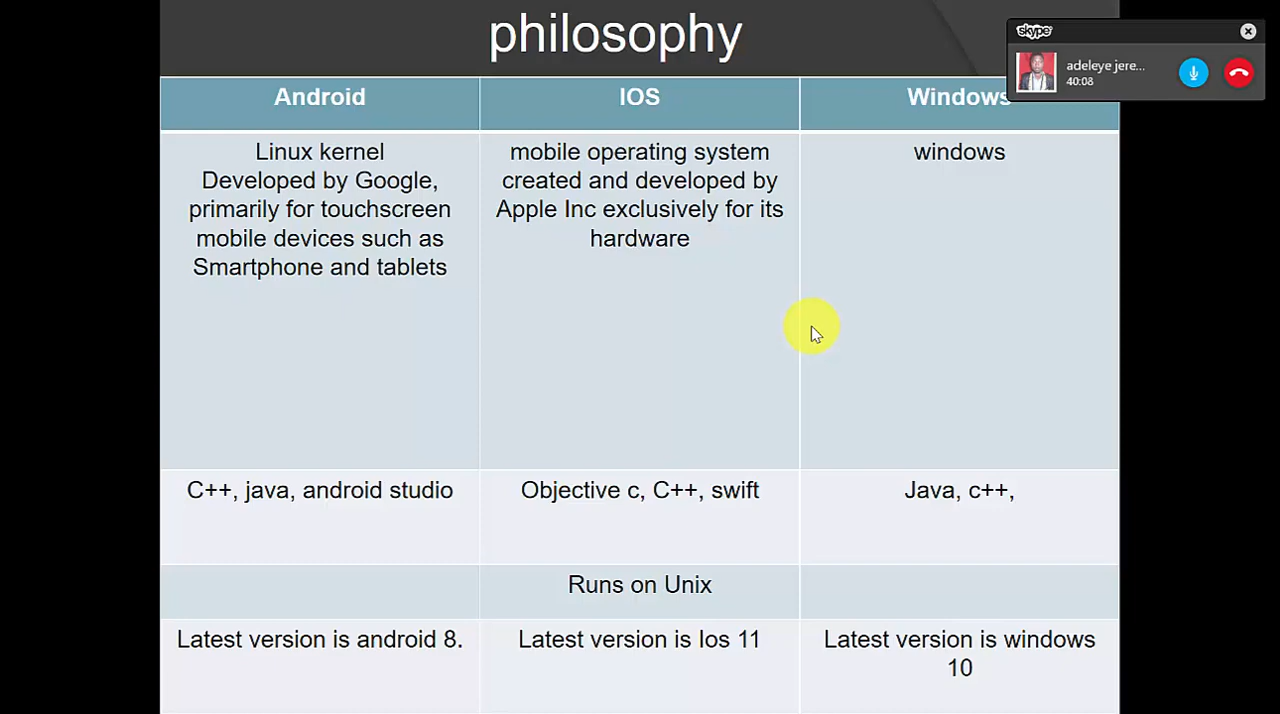 philosophy
skype
adeleye jere...
40:08
Android
IOS
Windows
Linux kernel
Developed by Google,
primarily for touchscreen
mobile devices such as
Smartphone and tablets
mobile operating system
created and developed by
Apple Inc exclusively for its
hardware
windows
C++, java, android studio
Objective c, C++, swift
Java, c++,
Runs on Unix
Latest version is android 8.
Latest version is Ios 11
Latest version is windows
10